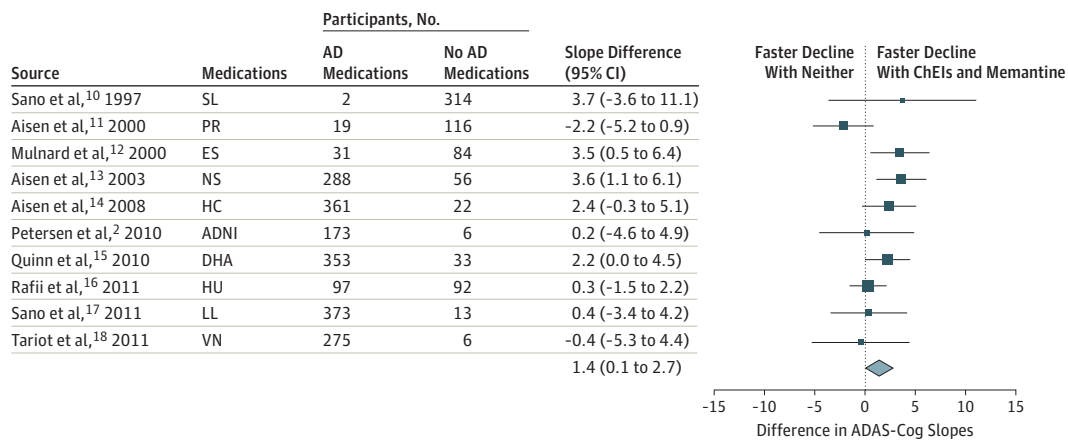 Participants, No.
Source Medications AD Medications No AD Medications Slope Difference (95% CI) Faster Decline With Neither Faster Decline With ChEIs and Memantine
Sano et al,10 1997 SL 2 314 3.7 (-3.6 to 11.1)
Aisen et al,11 2000 PR 19 116 -2.2 (-5.2 to 0.9)
Mulnard et al,12 2000 ES 31 84 3.5 (0.5 to 6.4)
Aisen et al,13 2003 NS 288 56 3.6 (1.1 to 6.1)
Aisen et al,14 2008 HC 361 22 2.4 (-0.3 to 5.1)
Petersen et al,2 2010 ADNI 173 6 0.2 (-4.6 to 4.9)
Quinn et al,15 2010 DHA 353 33 2.2 (0.0 to 4.5)
Rafii et al,16 2011 HU 97 92 0.3 (-1.5 to 2.2)
Sano et al,17 2011 LL 373 13 0.4 (-3.4 to 4.2)
Tariot et al,18 2011 VN 275 6 -0.4 (-5.3 to 4.4)
1.4 (0.1 to 2.7)
-15 -10 -5 0 5 10 15
Difference in ADAS-Cog Slopes